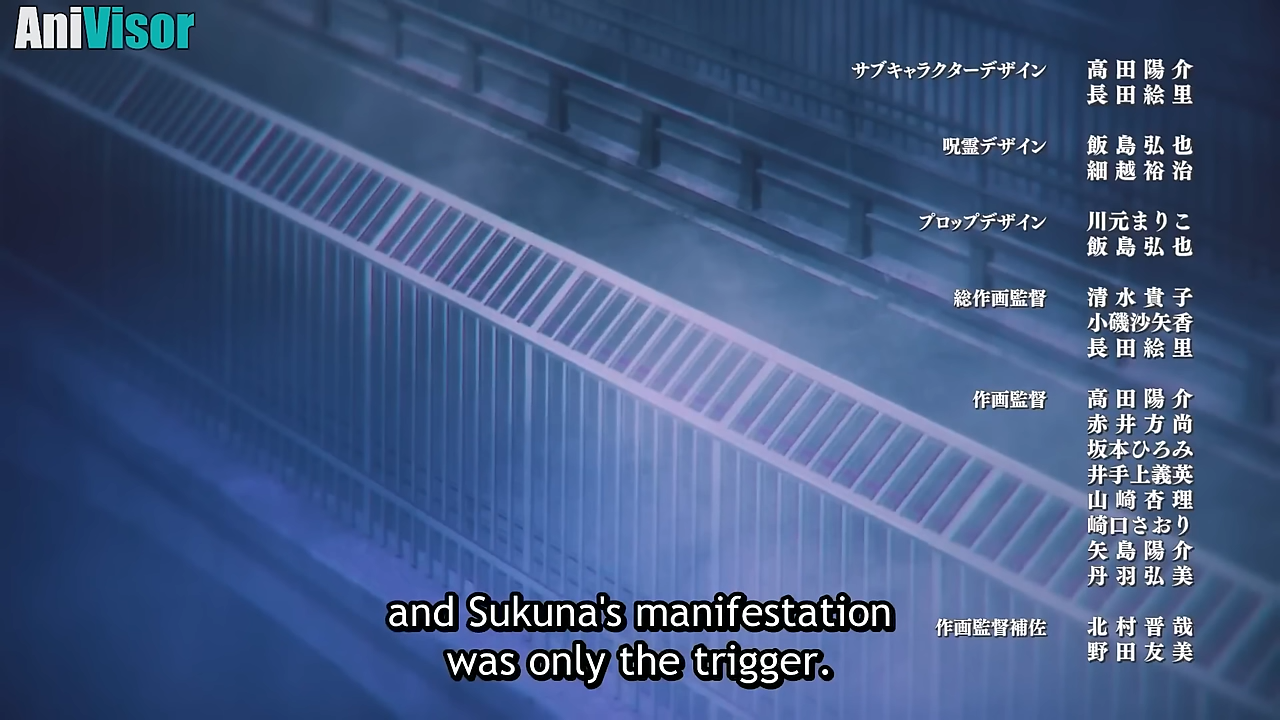 AniVisor
サブキャラクターデザイン 髙田陽介
長田絵里
呪霊デザイン 飯島弘也
細越裕治
プロップデザイン 川元まりこ
飯島弘也
総作画監督 清水貴子
小磯沙矢香
長田絵里
作画監督 髙田陽介
赤井方尚
坂本ひろみ
井手上義英
山﨑杏理
崎口さおり
矢島陽介
丹羽弘美
作画監督補佐 北村晋哉
野田友美
and Sukuna's manifestation
was only the trigger.